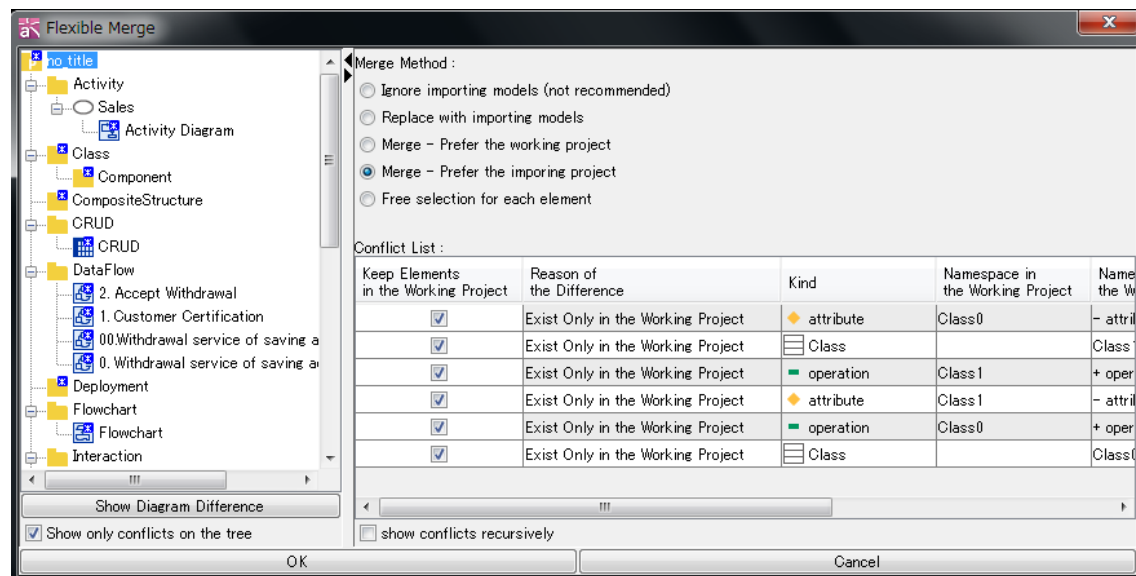 Flexible Merge
no_title
Activity
Sales
Activity Diagram
Class
Component
CompositeStructure
CRUD
CRUD
DataFlow
2. Accept Withdrawal
1. Customer Certification
00.Withdrawal service of saving a
0. Withdrawal service of saving a
Deployment
Flowchart
Flowchart
Interaction
Show Diagram Difference
Show only conflicts on the tree
Merge Method :
Ignore importing models (not recommended)
Replace with importing models
Merge - Prefer the working project
Merge - Prefer the imporing project
Free selection for each element
Conflict List :
Keep Elements in the Working Project
Reason of the Difference
Kind
Namespace in the Working Project
Name the W
Exist Only in the Working Project attribute Class0 - attri
Exist Only in the Working Project Class Class1
Exist Only in the Working Project operation Class1 + oper
Exist Only in the Working Project attribute Class1 - attri
Exist Only in the Working Project operation Class0 + oper
Exist Only in the Working Project Class Class0
show conflicts recursively
OK
Cancel